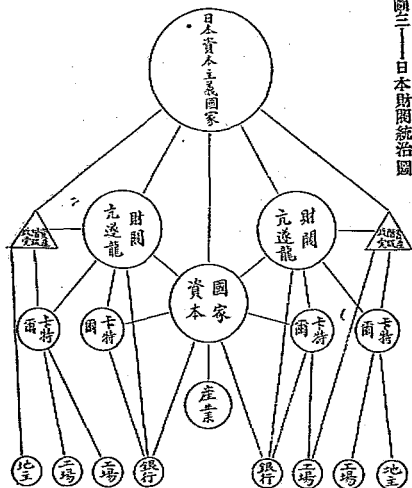 圖三——日本財閥統治圖
日本資本主義國家
財閥
亢遂龍
財閥
亢遂龍
國家
資本
卡特
爾
卡特
爾
卡特
爾
卡特
爾
産業
地主
工場
工場
銀行
銀行
工場
工場
地主